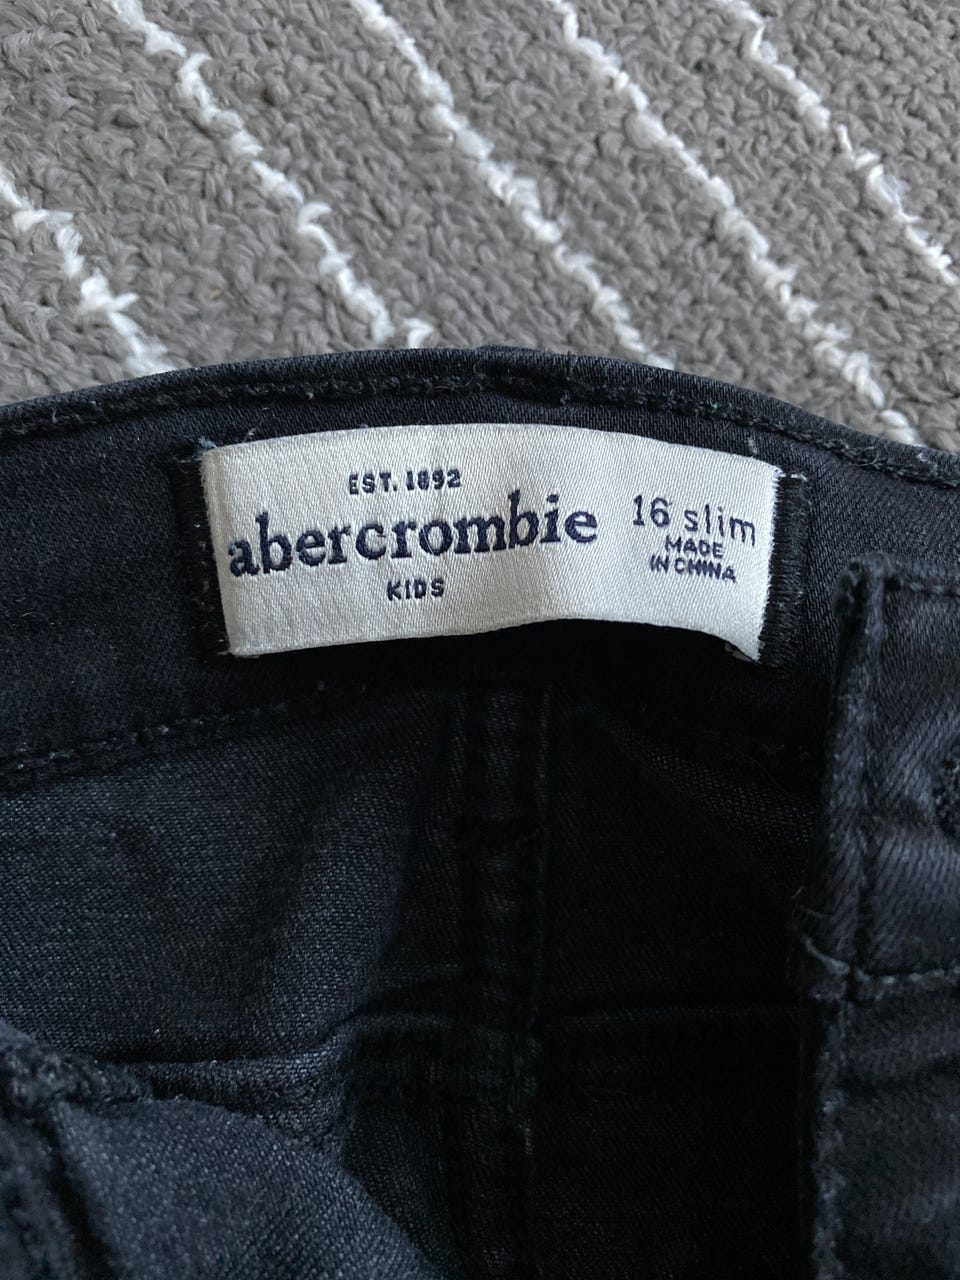 EST. 1892
abercrombie
KIDS
16 slim
MADE
IN CHINA